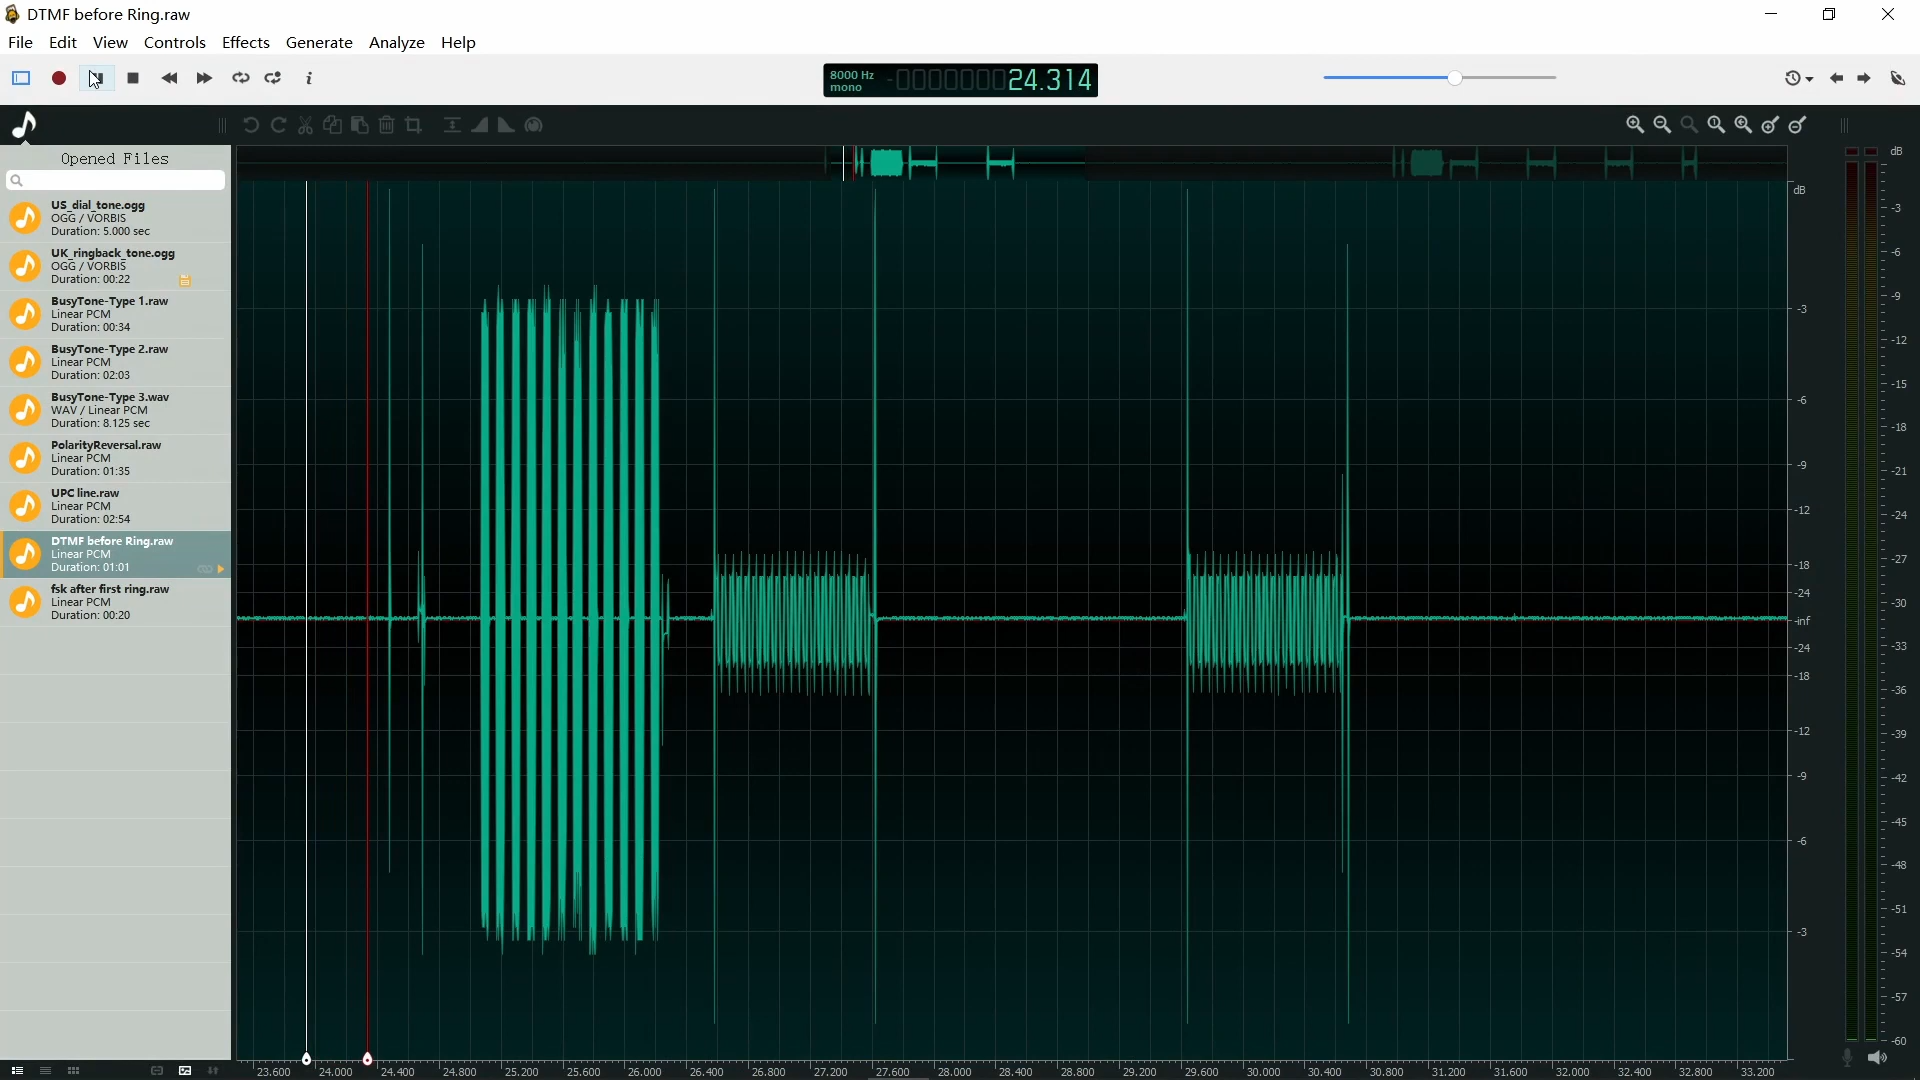 DTMF before Ring.raw
File Edit View Controls Effects Generate Analyze Help
8000 Hz
mono
24.314
Opened Files
US_dial_tone.ogg
OGG / VORBIS
Duration: 5.000 sec
UK_ringback_tone.ogg
OGG / VORBIS
Duration: 00:22
BusyTone-Type 1.raw
Linear PCM
Duration: 00:34
BusyTone-Type 2.raw
Linear PCM
Duration: 02:03
BusyTone-Type 3.wav
WAV / Linear PCM
Duration: 8.125 sec
PolarityReversal.raw
Linear PCM
Duration: 01:35
UPC line.raw
Linear PCM
Duration: 02:54
DTMF before Ring.raw
Linear PCM
Duration: 01:01
fsk after first ring.raw
Linear PCM
Duration: 00:20
dB
-3
-6
-9
-12
-18
-24
-inf
-24
-18
-12
-9
-6
-3
dB
-3
-6
-9
-12
-15
-18
-21
-24
-27
-30
-33
-36
-39
-42
-45
-48
-51
-54
-57
-60
23.600 24.000 24.400 24.800 25.200 25.600 26.000 26.400 26.800 27.200 27.600 28.000 28.400 28.800 29.200 29.600 30.000 30.400 30.800 31.200 31.600 32.000 32.400 32.800 33.200